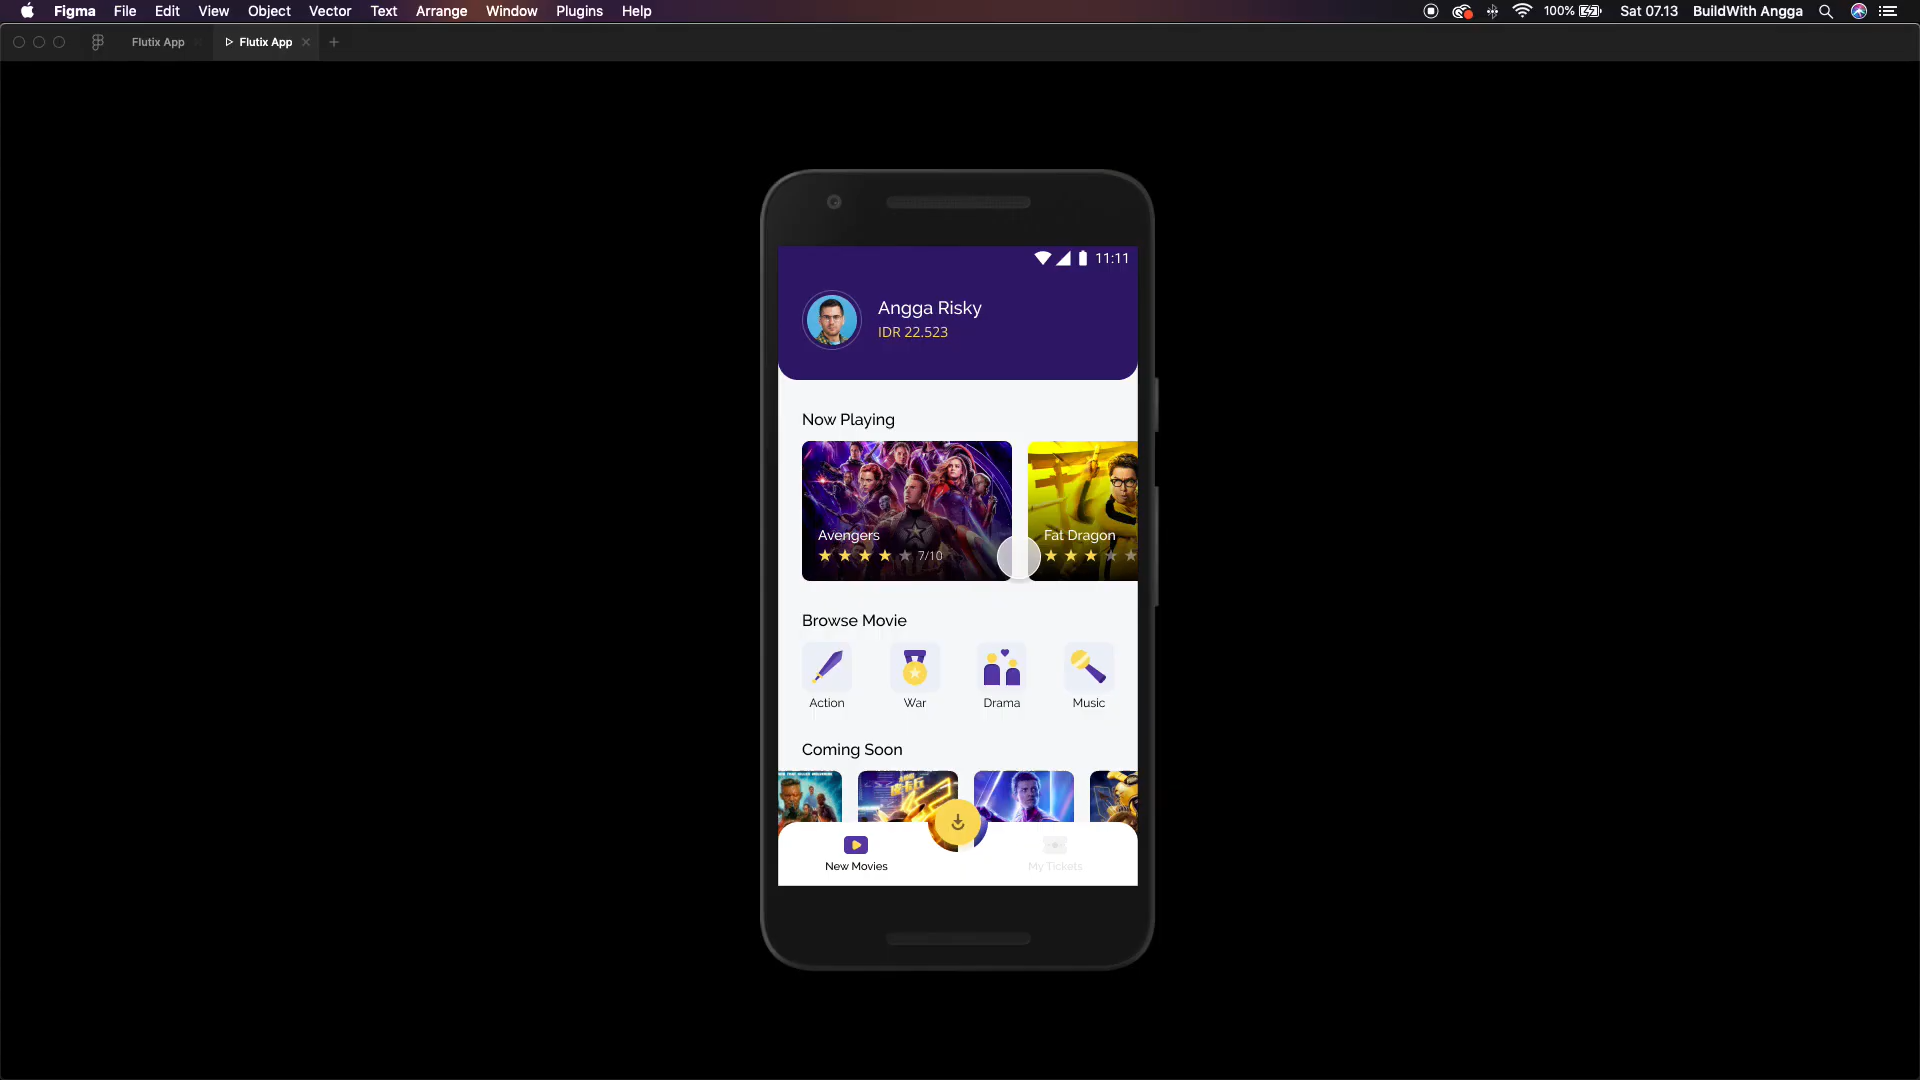 Figma File Edit View Object Vector Text Arrange Window Plugins Help 100% Sat 07.13 BuildWith Angga
Flutix App Flutix App
11:11
Angga Risky
IDR 22.523
Now Playing
Avengers
7/10
Fat Dragon
Browse Movie
Action War Drama Music
Coming Soon
New Movies My Tickets